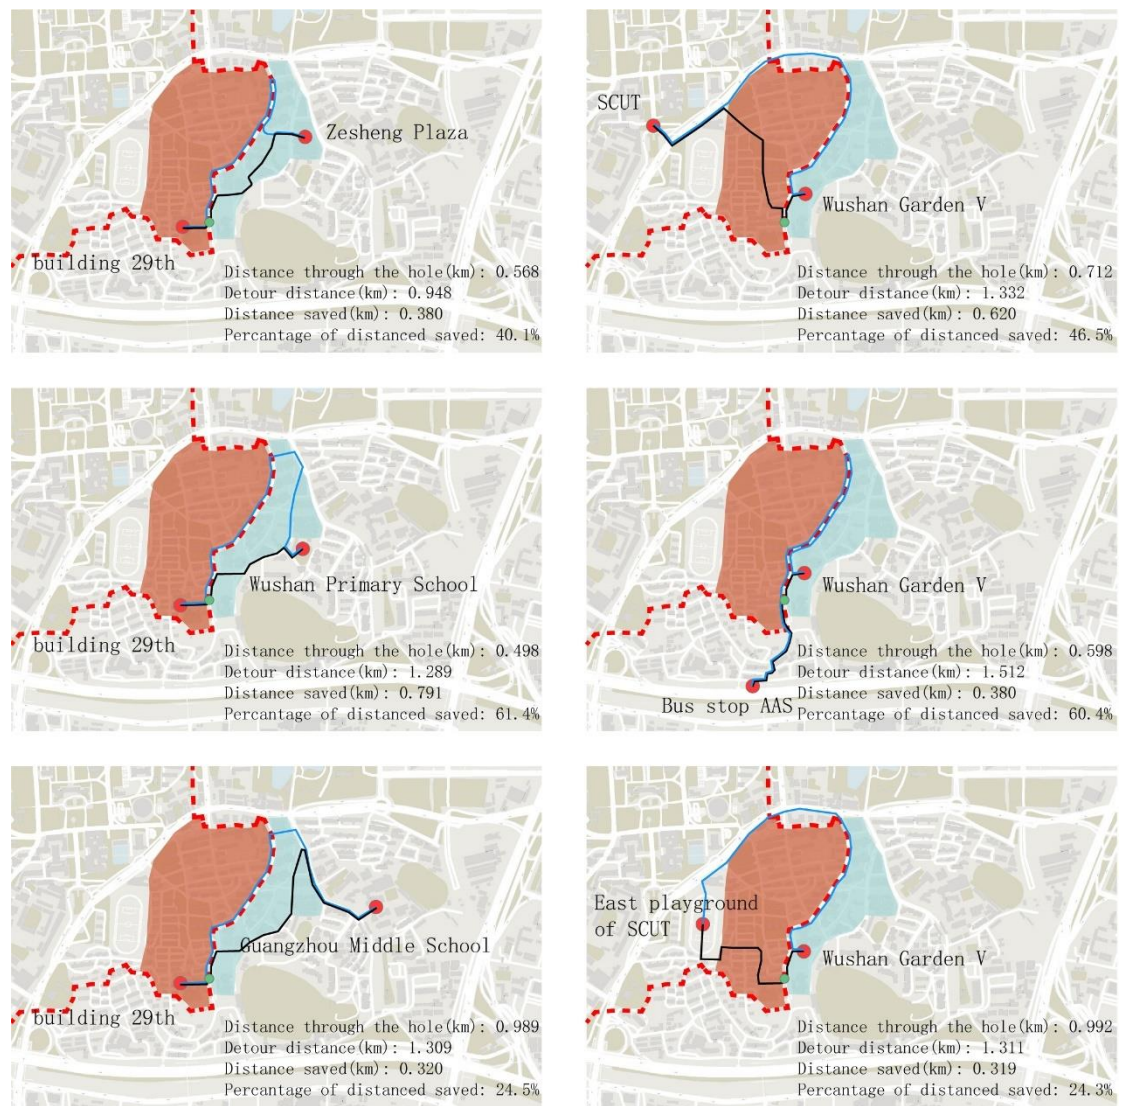 Zesheng Plaza
building 29th
Distance through the hole(km): 0.568
Detour distance(km): 0.948
Distance saved(km): 0.380
Percentage of distanced saved: 40.1%
SCUT
Wushan Garden V
Distance through the hole(km): 0.712
Detour distance(km): 1.332
Distance saved(km): 0.620
Percentage of distanced saved: 46.5%
Wushan Primary School
building 29th
Distance through the hole(km): 0.498
Detour distance(km): 1.289
Distance saved(km): 0.791
Percentage of distanced saved: 61.4%
Wushan Garden V
Bus stop AAS
Distance through the hole(km): 0.598
Detour distance(km): 1.512
Distance saved(km): 0.380
Percentage of distanced saved: 60.4%
Guangzhou Middle School
building 29th
Distance through the hole(km): 0.989
Detour distance(km): 1.309
Distance saved(km): 0.320
Percentage of distanced saved: 24.5%
East playground
of SCUT
Wushan Garden V
Distance through the hole(km): 0.992
Detour distance(km): 1.311
Distance saved(km): 0.319
Percentage of distanced saved: 24.3%